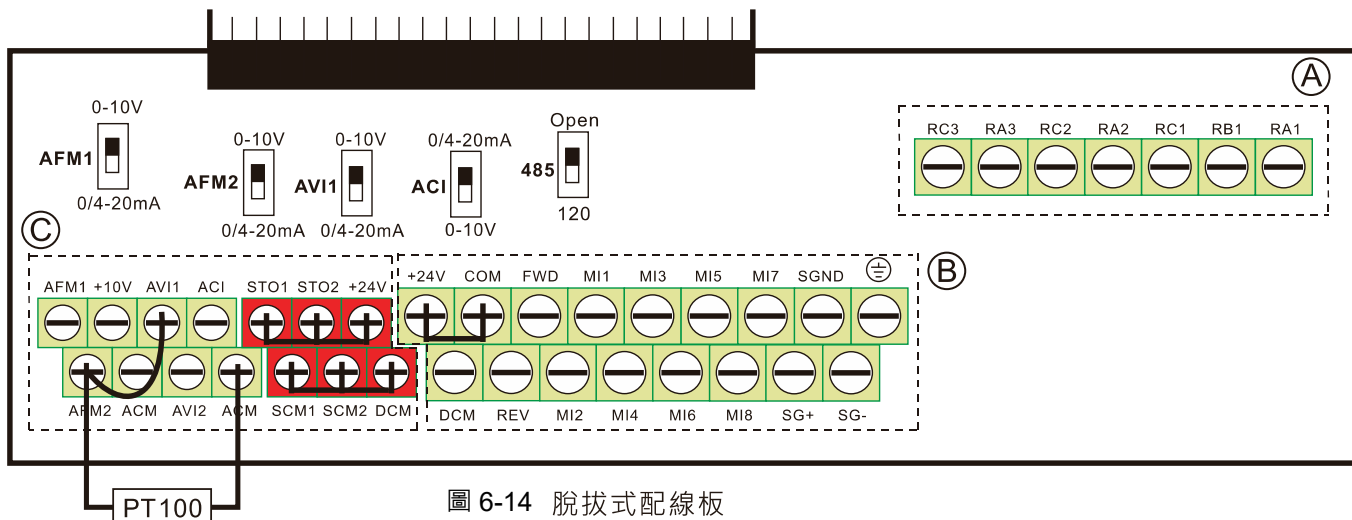 0-10V
AFM1
0/4-20mA
0-10V
AFM2
0/4-20mA
0-10V
AVI1
0/4-20mA
0/4-20mA
ACI
0-10V
Open
485
120
A
RC3 RA3 RC2 RA2 RC1 RB1 RA1
C
AFM1 +10V AVI1 ACI STO1 STO2 +24V
AFM2 ACM AVI2 ACM SCM1 SCM2 DCM
B
+24V COM FWD MI1 MI3 MI5 MI7 SGND
DCM REV MI2 MI4 MI6 MI8 SG+ SG-
PT100
圖 6-14 脫拔式配線板